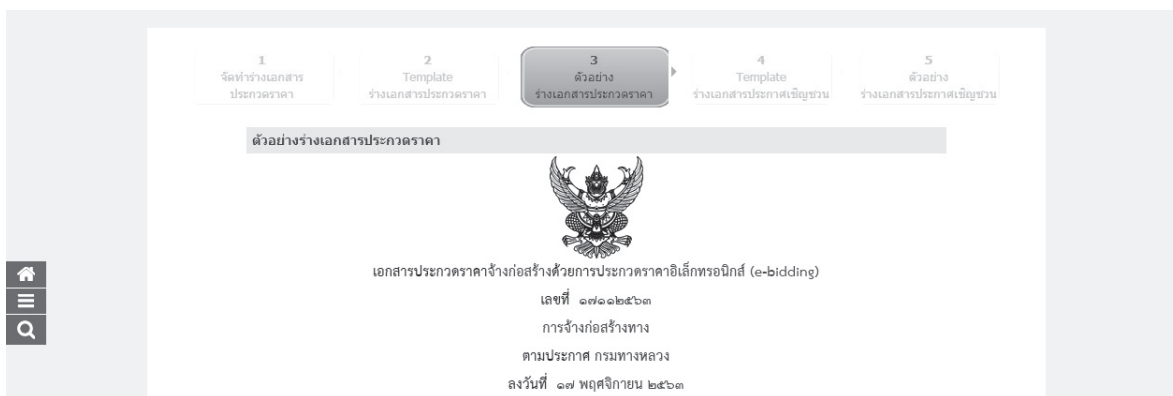 1
จัดทำร่างเอกสาร
ประกวดราคา
2
Template
ร่างเอกสารประกวดราคา
3
ตัวอย่าง
ร่างเอกสารประกวดราคา
4
Template
ร่างเอกสารประกาศเชิญชวน
5
ตัวอย่าง
ร่างเอกสารประกาศเชิญชวน
ตัวอย่างร่างเอกสารประกวดราคา
เอกสารประกวดราคาจ้างก่อสร้างด้วยการประกวดราคาอิเล็กทรอนิกส์ (e-bidding)
เลขที่ ๑๗๑๑๒๕๖๓
การจ้างก่อสร้างทาง
ตามประกาศ กรมทางหลวง
ลงวันที่ ๑๗ พฤศจิกายน ๒๕๖๓